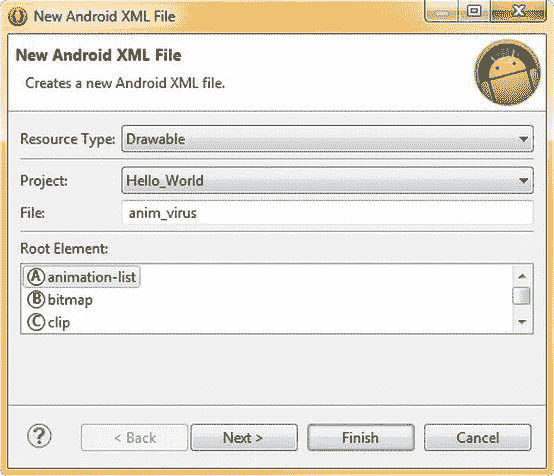 New Android XML File
New Android XML File
Creates a new Android XML file.
Resource Type: Drawable
Project: Hello_World
File: anim_virus
Root Element:
A animation-list
B bitmap
C clip
? < Back Next > Finish Cancel